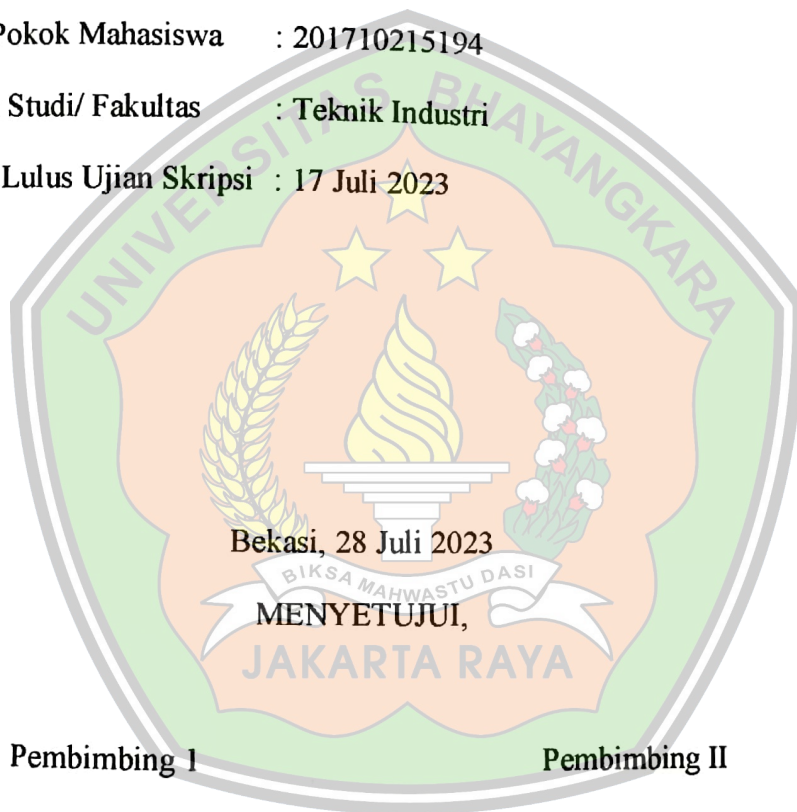 Pokok Mahasiswa : 201710215194
Studi/ Fakultas : Teknik Industri
Lulus Ujian Skripsi : 17 Juli 2023
UNIVERSITAS BHAYANGKARA
Bekasi, 28 Juli 2023
BIKSA MAHWASTU DASI
MENYETUJUI,
JAKARTA RAYA
Pembimbing 1 Pembimbing II